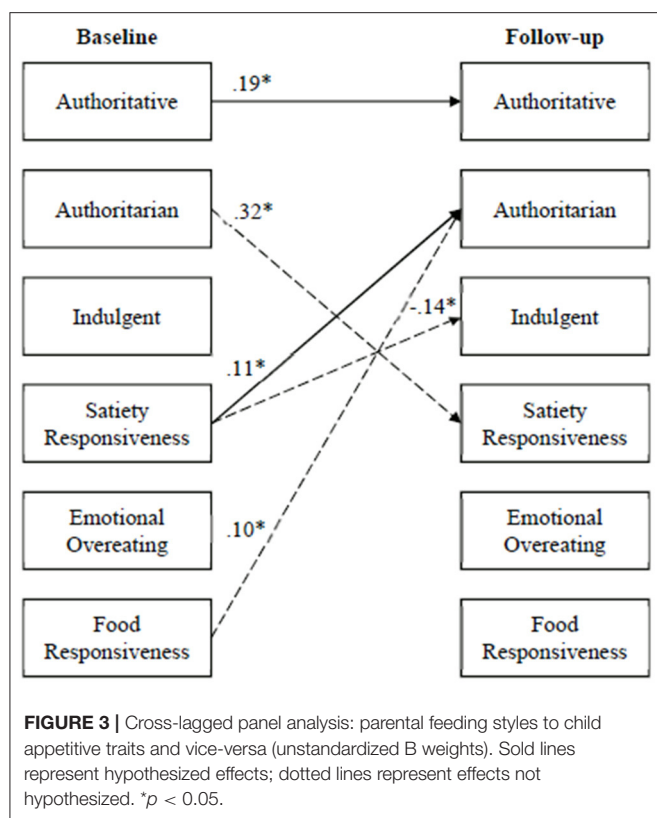 Baseline
Follow-up
Authoritative
.19*
Authoritative
Authoritarian
.32*
Authoritarian
Indulgent
-.14*
Indulgent
Satiety
Responsiveness
.11*
Satiety
Responsiveness
Emotional
Overeating
.10*
Emotional
Overeating
Food
Responsiveness
Food
Responsiveness
FIGURE 3 | Cross-lagged panel analysis: parental feeding styles to child
appetitive traits and vice-versa (unstandardized B weights). Sold lines
represent hypothesized effects; dotted lines represent effects not
hypothesized. *p < 0.05.